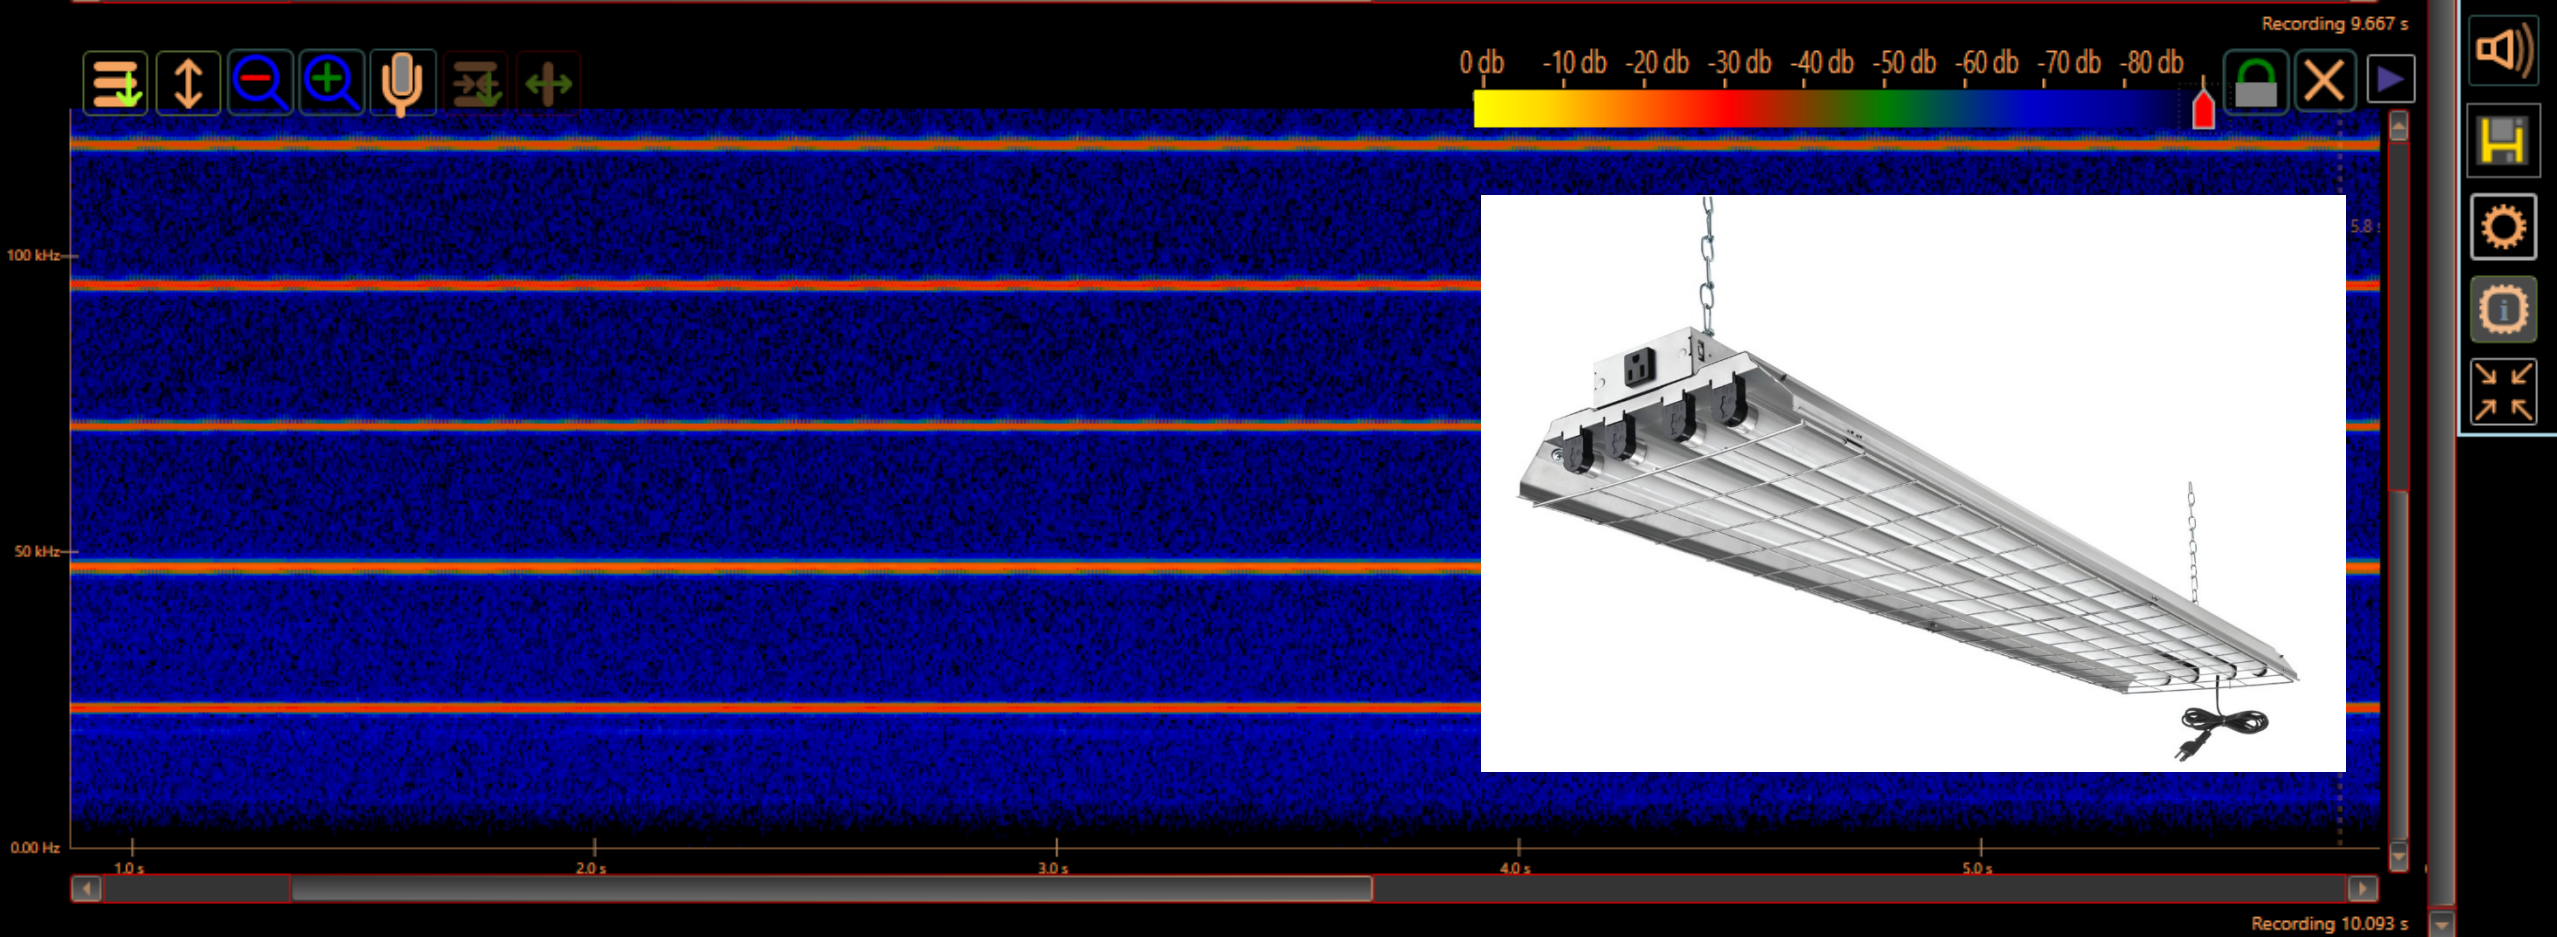 Recording 9.667 s
0 db -10 db -20 db -30 db -40 db -50 db -60 db -70 db -80 db
5.8
100 kHz
50 kHz
0.00 Hz
1.0 s 2.0 s 3.0 s 4.0 s 5.0 s
Recording 10.093 s